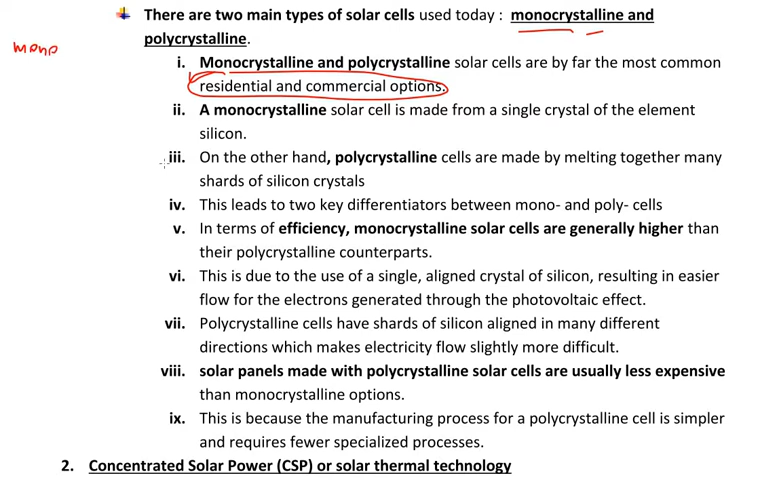 There are two main types of solar cells used today : monocrystalline and
polycrystalline.
mono
i. Monocrystalline and polycrystalline solar cells are by far the most common
residential and commercial options.
ii. A monocrystalline solar cell is made from a single crystal of the element
silicon.
iii. On the other hand, polycrystalline cells are made by melting together many
shards of silicon crystals
iv. This leads to two key differentiators between mono- and poly- cells
v. In terms of efficiency, monocrystalline solar cells are generally higher than
their polycrystalline counterparts.
vi. This is due to the use of a single, aligned crystal of silicon, resulting in easier
flow for the electrons generated through the photovoltaic effect.
vii. Polycrystalline cells have shards of silicon aligned in many different
directions which makes electricity flow slightly more difficult.
viii. solar panels made with polycrystalline solar cells are usually less expensive
than monocrystalline options.
ix. This is because the manufacturing process for a polycrystalline cell is simpler
and requires fewer specialized processes.
2. Concentrated Solar Power (CSP) or solar thermal technology